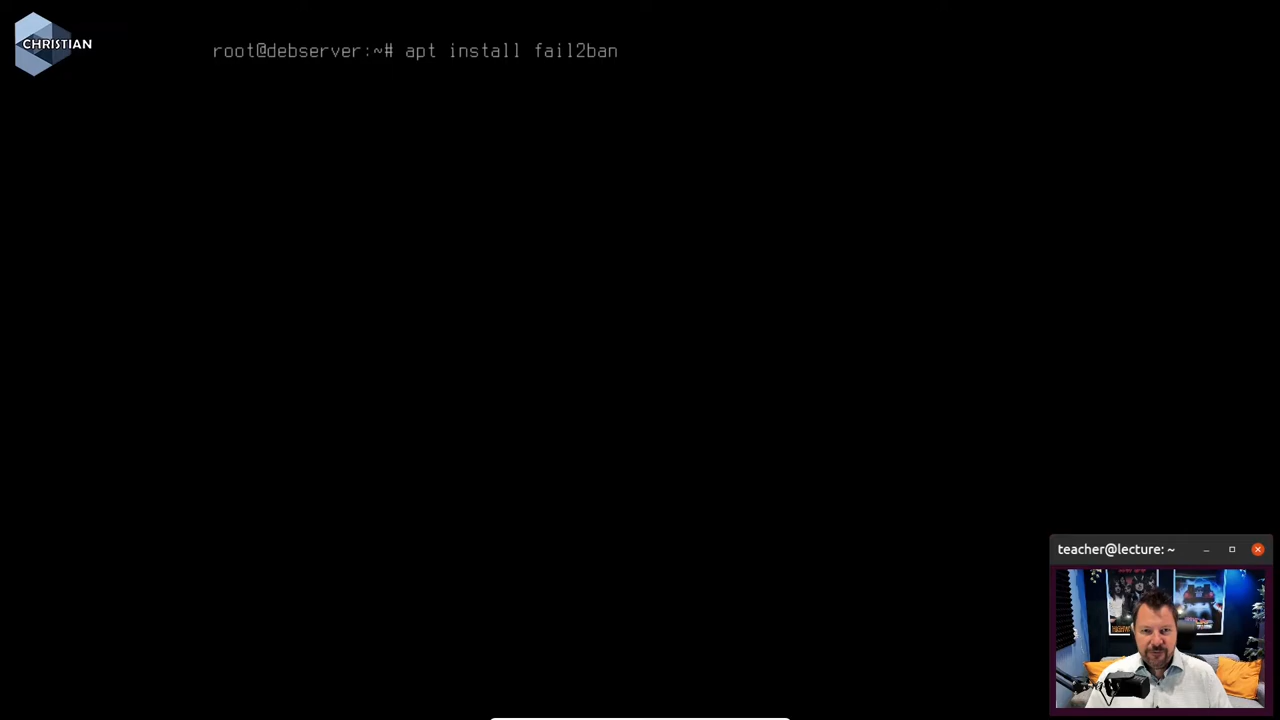 CHRISTIAN
root@debserver:~# apt install fail2ban
teacher@lecture: ~